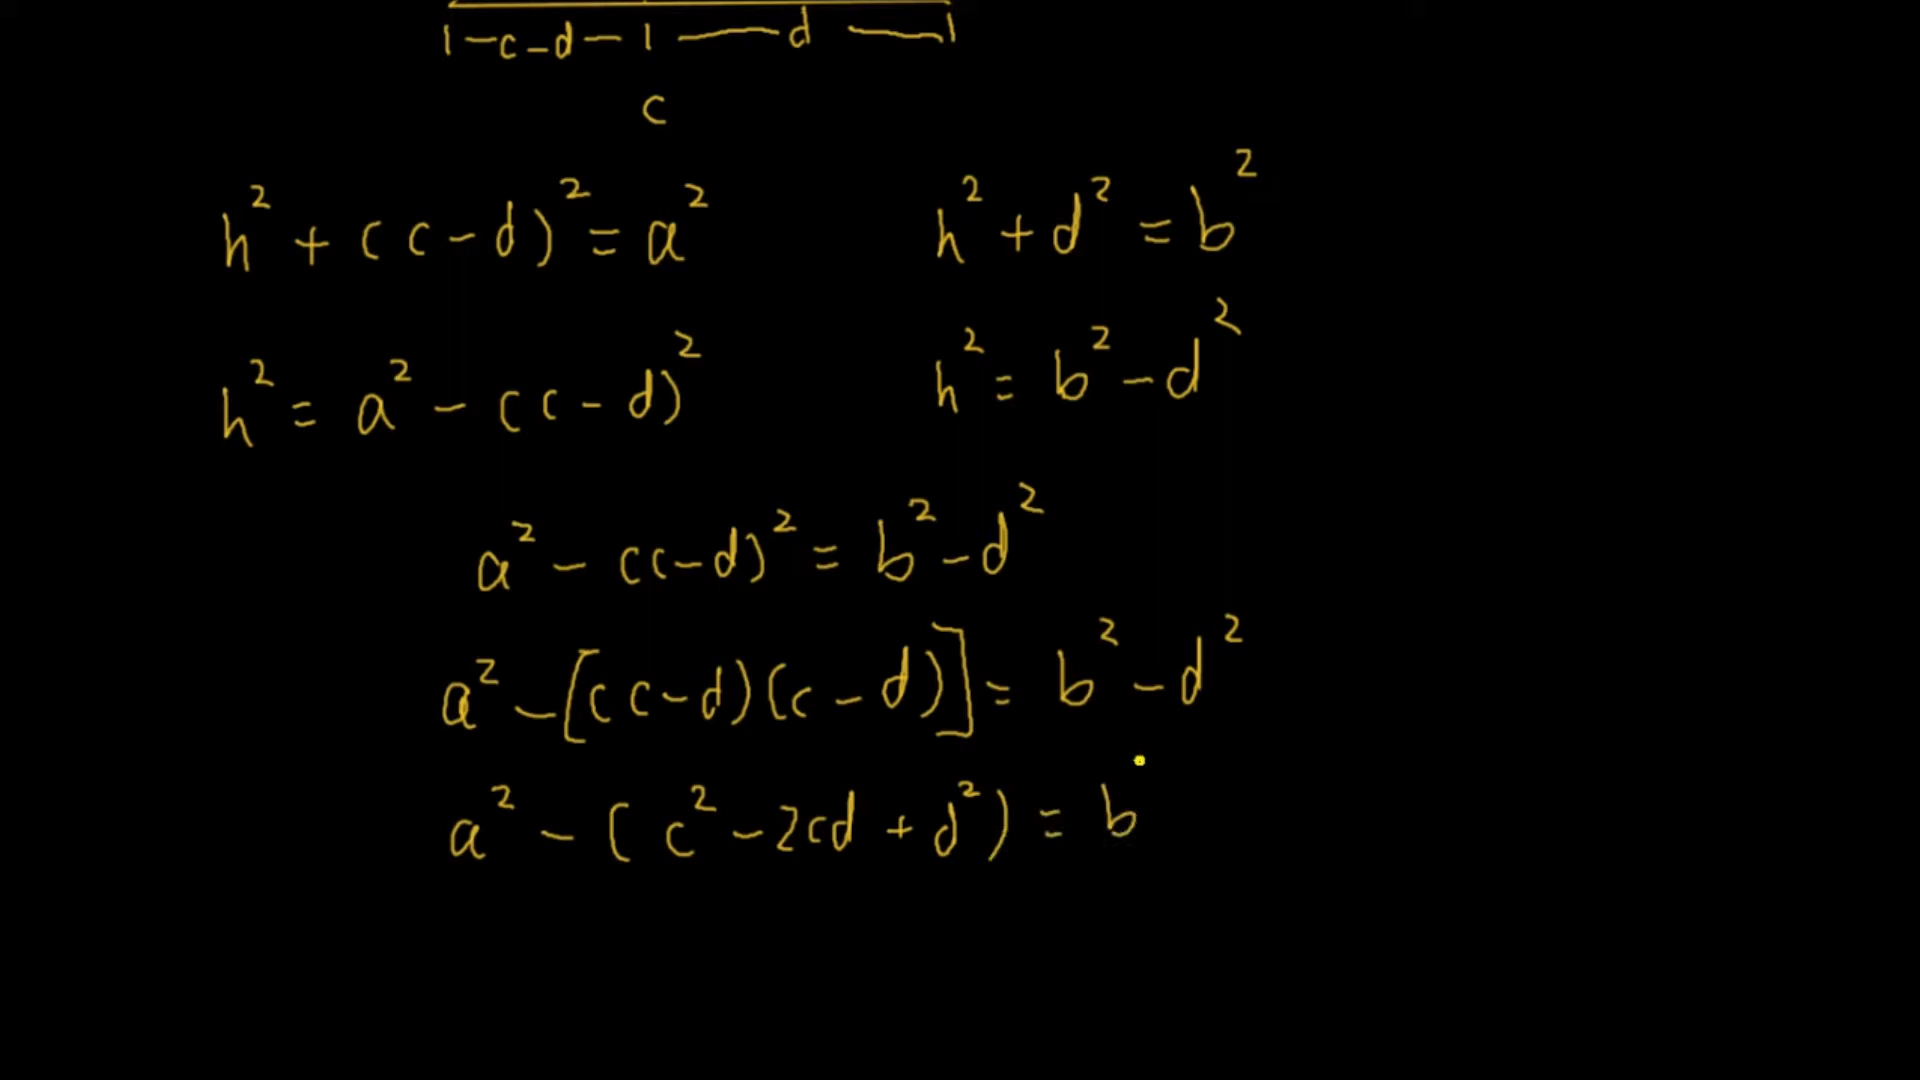 |-c-d-|——d——|
c
h² + (c-d)² = a²
h² + d² = b²
h² = a² - (c-d)²
h² = b² - d²
a² - (c-d)² = b² - d²
a² - [(c-d)(c-d)] = b² - d²
a² - (c² - 2cd + d²) = b